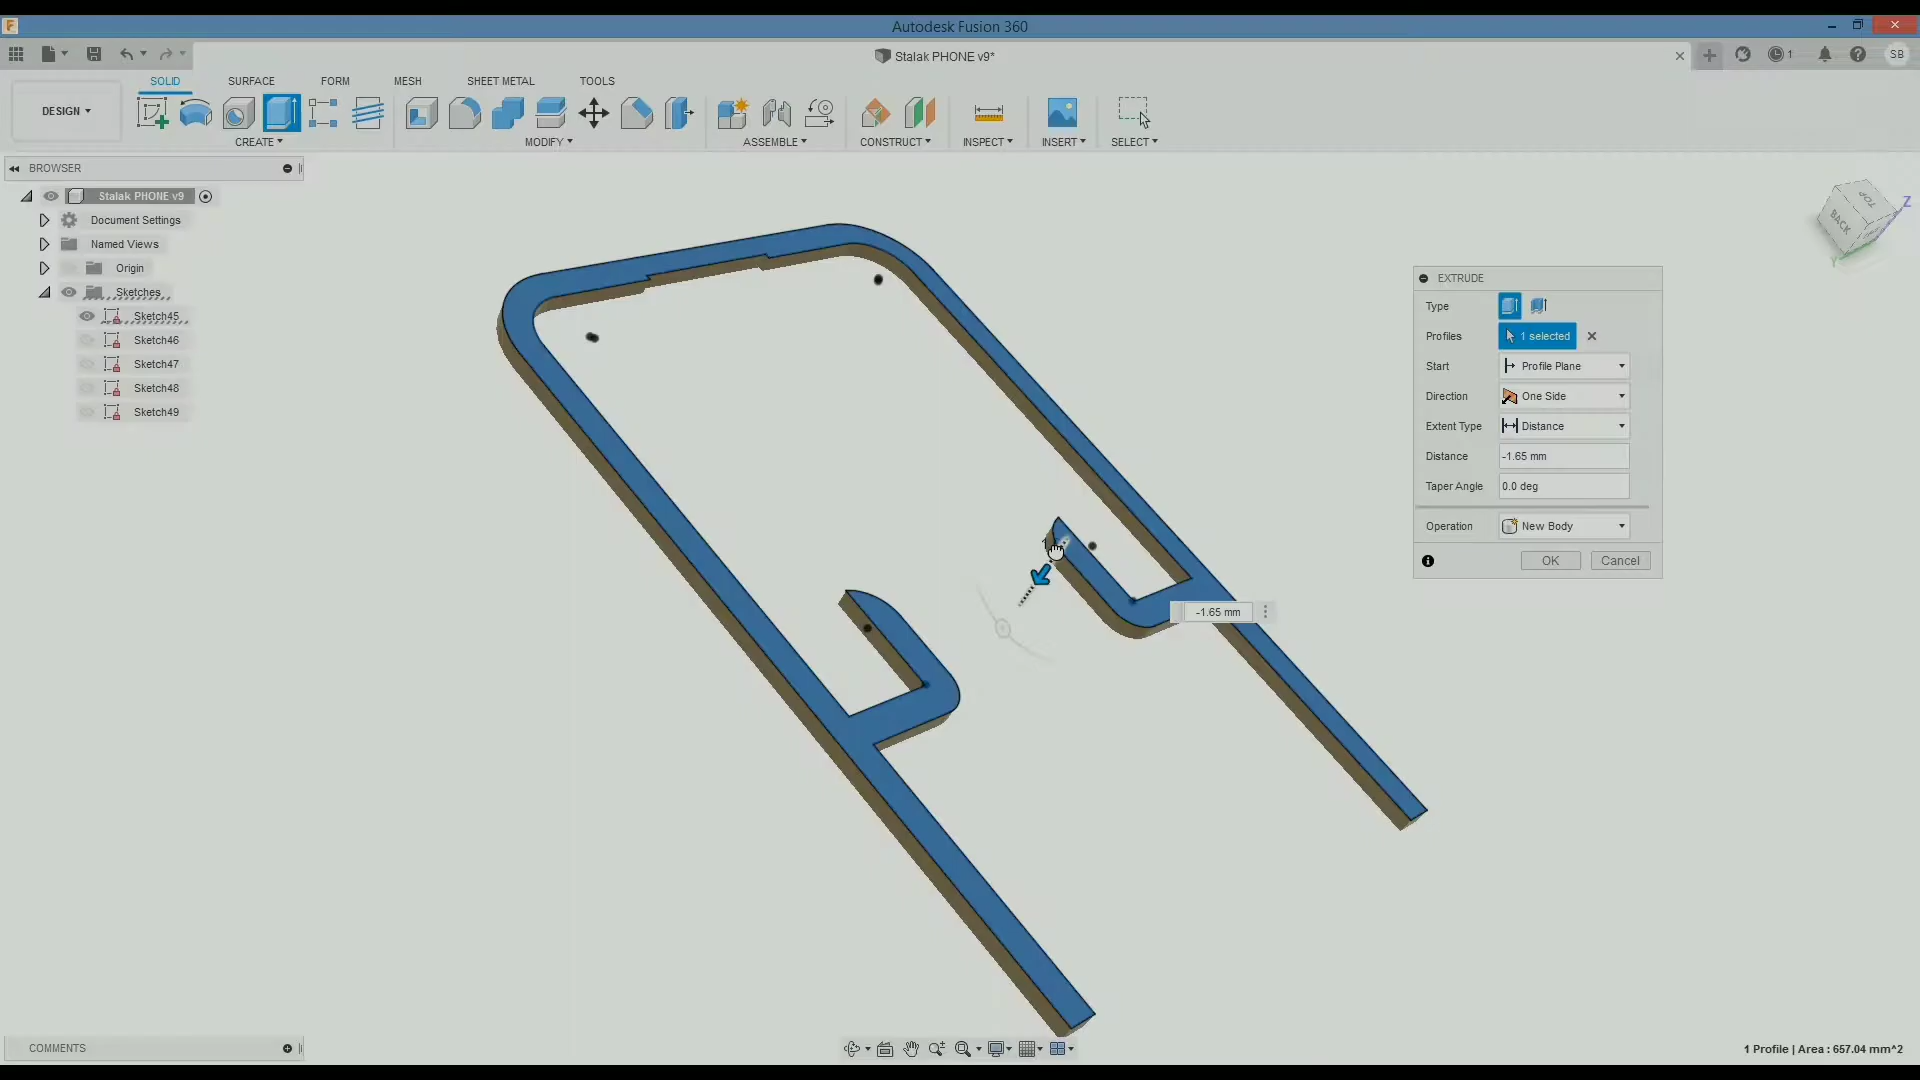 Autodesk Fusion 360
Stalak PHONE v9*
1
SB
SOLID SURFACE FORM MESH SHEET METAL TOOLS
DESIGN
CREATE MODIFY ASSEMBLE CONSTRUCT INSPECT INSERT SELECT
BROWSER
Stalak PHONE v9
Document Settings
Named Views
Origin
Sketches
Sketch45
Sketch46
Sketch47
Sketch48
Sketch49
TOP
BACK
Z
Y
EXTRUDE
Type
Profiles 1 selected
Start Profile Plane
Direction One Side
Extent Type Distance
Distance -1.65 mm
Taper Angle 0.0 deg
Operation New Body
OK Cancel
-1.65 mm
COMMENTS
1 Profile | Area : 657.04 mm^2